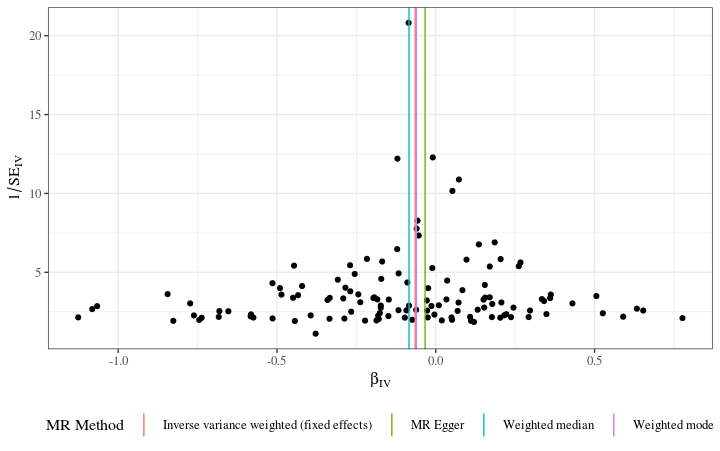 20
15
10
5
1/SE_IV
-1.0
-0.5
0.0
0.5
β_IV
MR Method Inverse variance weighted (fixed effects) MR Egger Weighted median Weighted mode